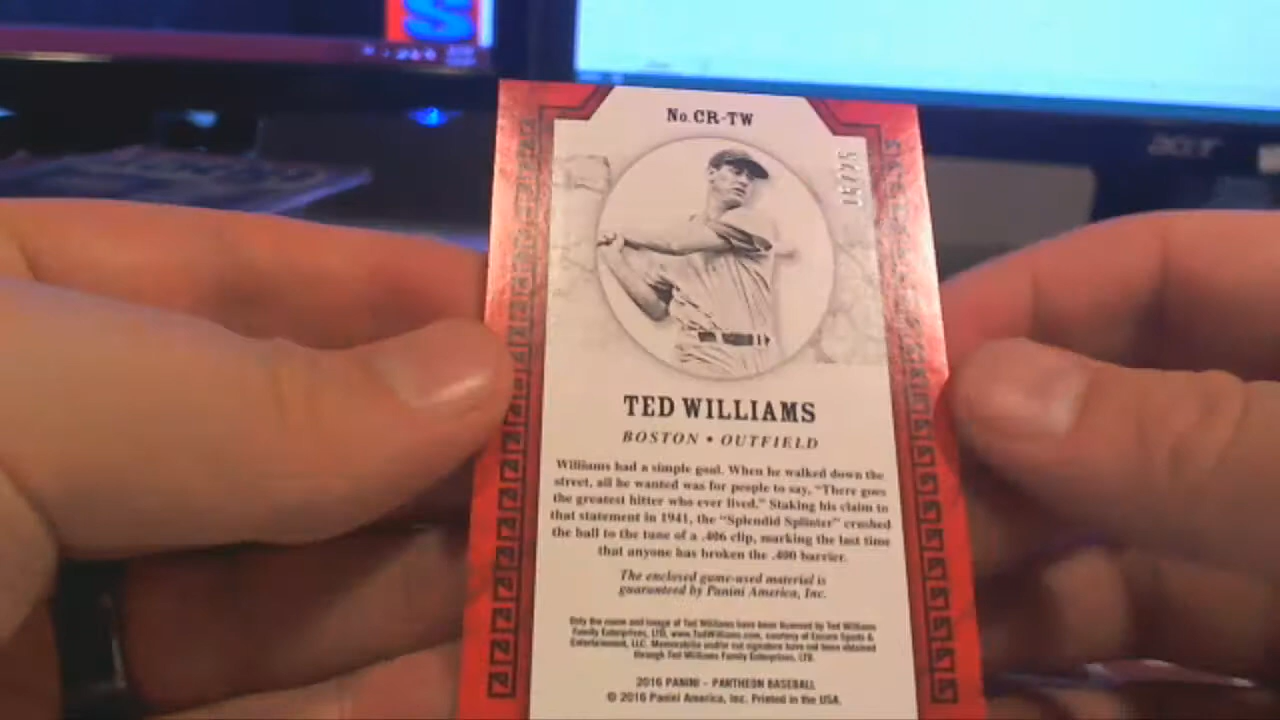 S
acer
No. CR-TW
TED WILLIAMS
BOSTON • OUTFIELD
Williams had a simple goal. When he walked down the
street, all he wanted was for people to say, "There goes
the greatest hitter who ever lived." Staking his claim to
that statement in 1941, the "Splendid Splinter" crushed
the ball to the tune of a .406 clip, marking the last time
that anyone has broken the .400 barrier.
The enclosed game-used material is
guaranteed by Panini America, Inc.
Only the name and image of Ted Williams have been licensed by Ted Williams
Family Enterprises, LTD, www.TedWilliams.com, courtesy of Encore Sports &
Entertainment, LLC. Memorabilia and/or cut signature have not been obtained
through Ted Williams Family Enterprises, LTD.
2016 PANINI – PANTHEON BASEBALL
© 2016 Panini America, Inc. Printed in the USA.